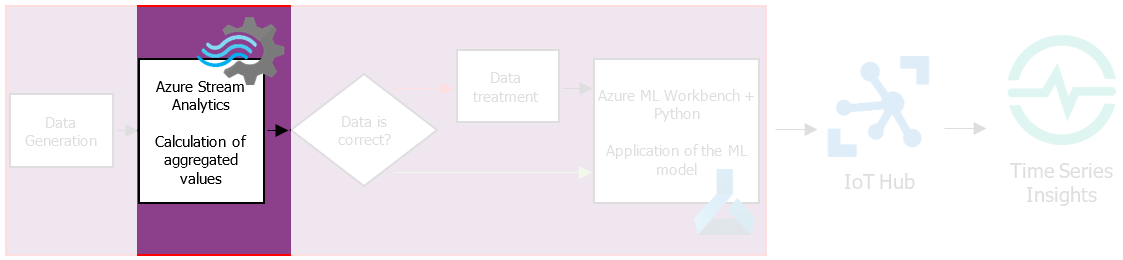 Data
Generation
Azure Stream
Analytics
Calculation of
aggregated
values
Data is
correct?
Data
treatment
Azure ML Workbench +
Python
Application of the ML
model
IoT Hub
Time Series
Insights